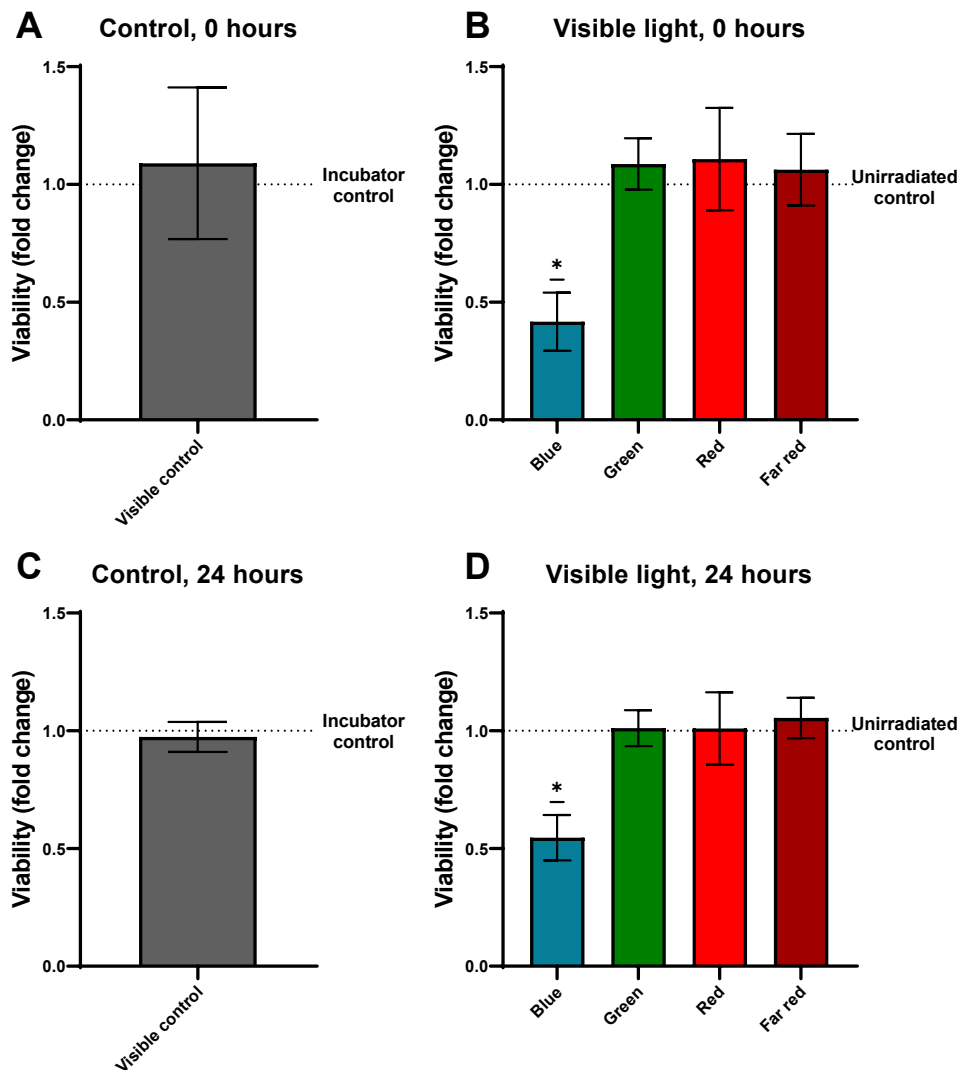 A Control, 0 hours
Viability (fold change)
1.5
1.0
0.5
0.0
Incubator
control
Visible control
B Visible light, 0 hours
Viability (fold change)
1.5
1.0
0.5
0.0
*
Unirradiated
control
Blue
Green
Red
Far red
C Control, 24 hours
Viability (fold change)
1.5
1.0
0.5
0.0
Incubator
control
Visible control
D Visible light, 24 hours
Viability (fold change)
1.5
1.0
0.5
0.0
*
Unirradiated
control
Blue
Green
Red
Far red